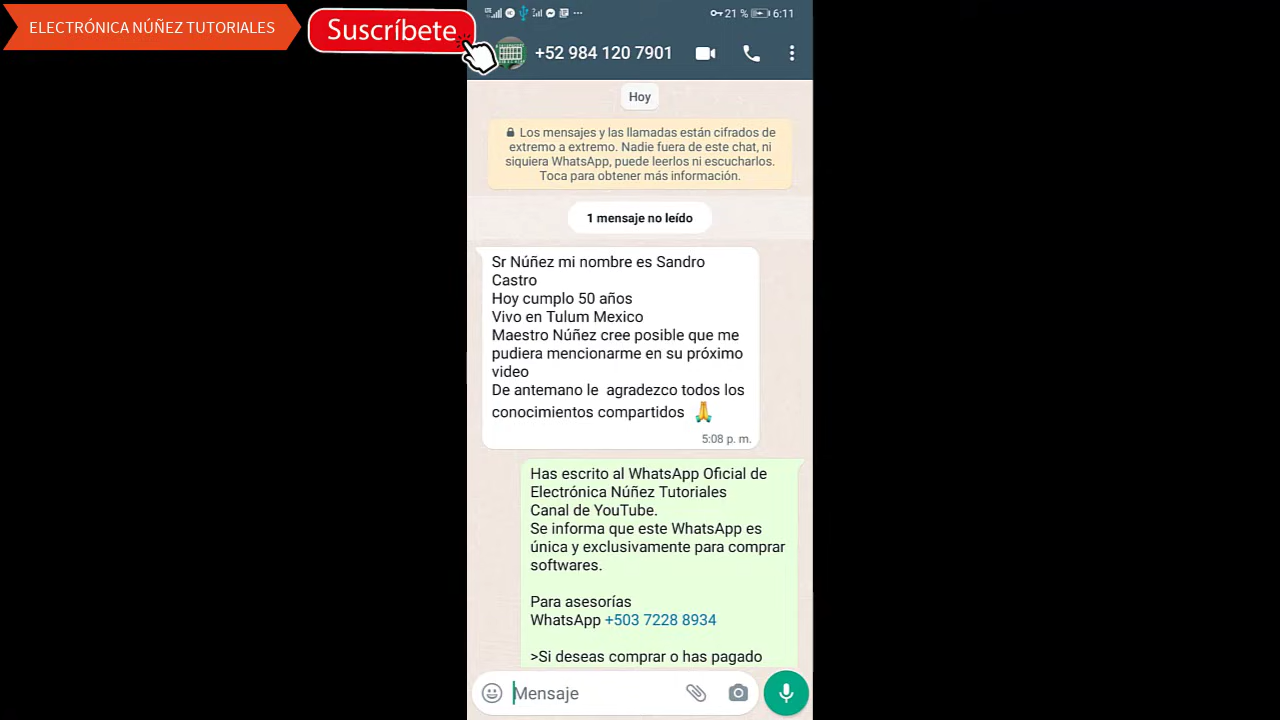 ELECTRÓNICA NÚÑEZ TUTORIALES
Suscríbete
21 % 6:11
+52 984 120 7901
Hoy
Los mensajes y las llamadas están cifrados de
extremo a extremo. Nadie fuera de este chat, ni
siquiera WhatsApp, puede leerlos ni escucharlos.
Toca para obtener más información.
1 mensaje no leído
Sr Núñez mi nombre es Sandro
Castro
Hoy cumplo 50 años
Vivo en Tulum Mexico
Maestro Núñez cree posible que me
pudiera mencionarme en su próximo
video
De antemano le  agradezco todos los
conocimientos compartidos 🙏
5:08 p. m.
Has escrito al WhatsApp Oficial de
Electrónica Núñez Tutoriales
Canal de YouTube.
Se informa que este WhatsApp es
única y exclusivamente para comprar
softwares.
Para asesorías
WhatsApp +503 7228 8934
>Si deseas comprar o has pagado
Mensaje